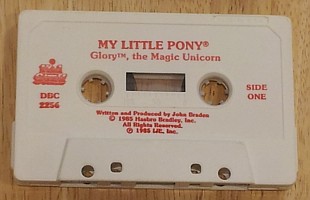 MY LITTLE PONY®
Glory™, the Magic Unicorn
DBC
2256
SIDE
ONE
Written and Produced by John Braden
© 1985 Hasbro Bradley, Inc.
All Rights Reserved.
© 1985 IJE, Inc.